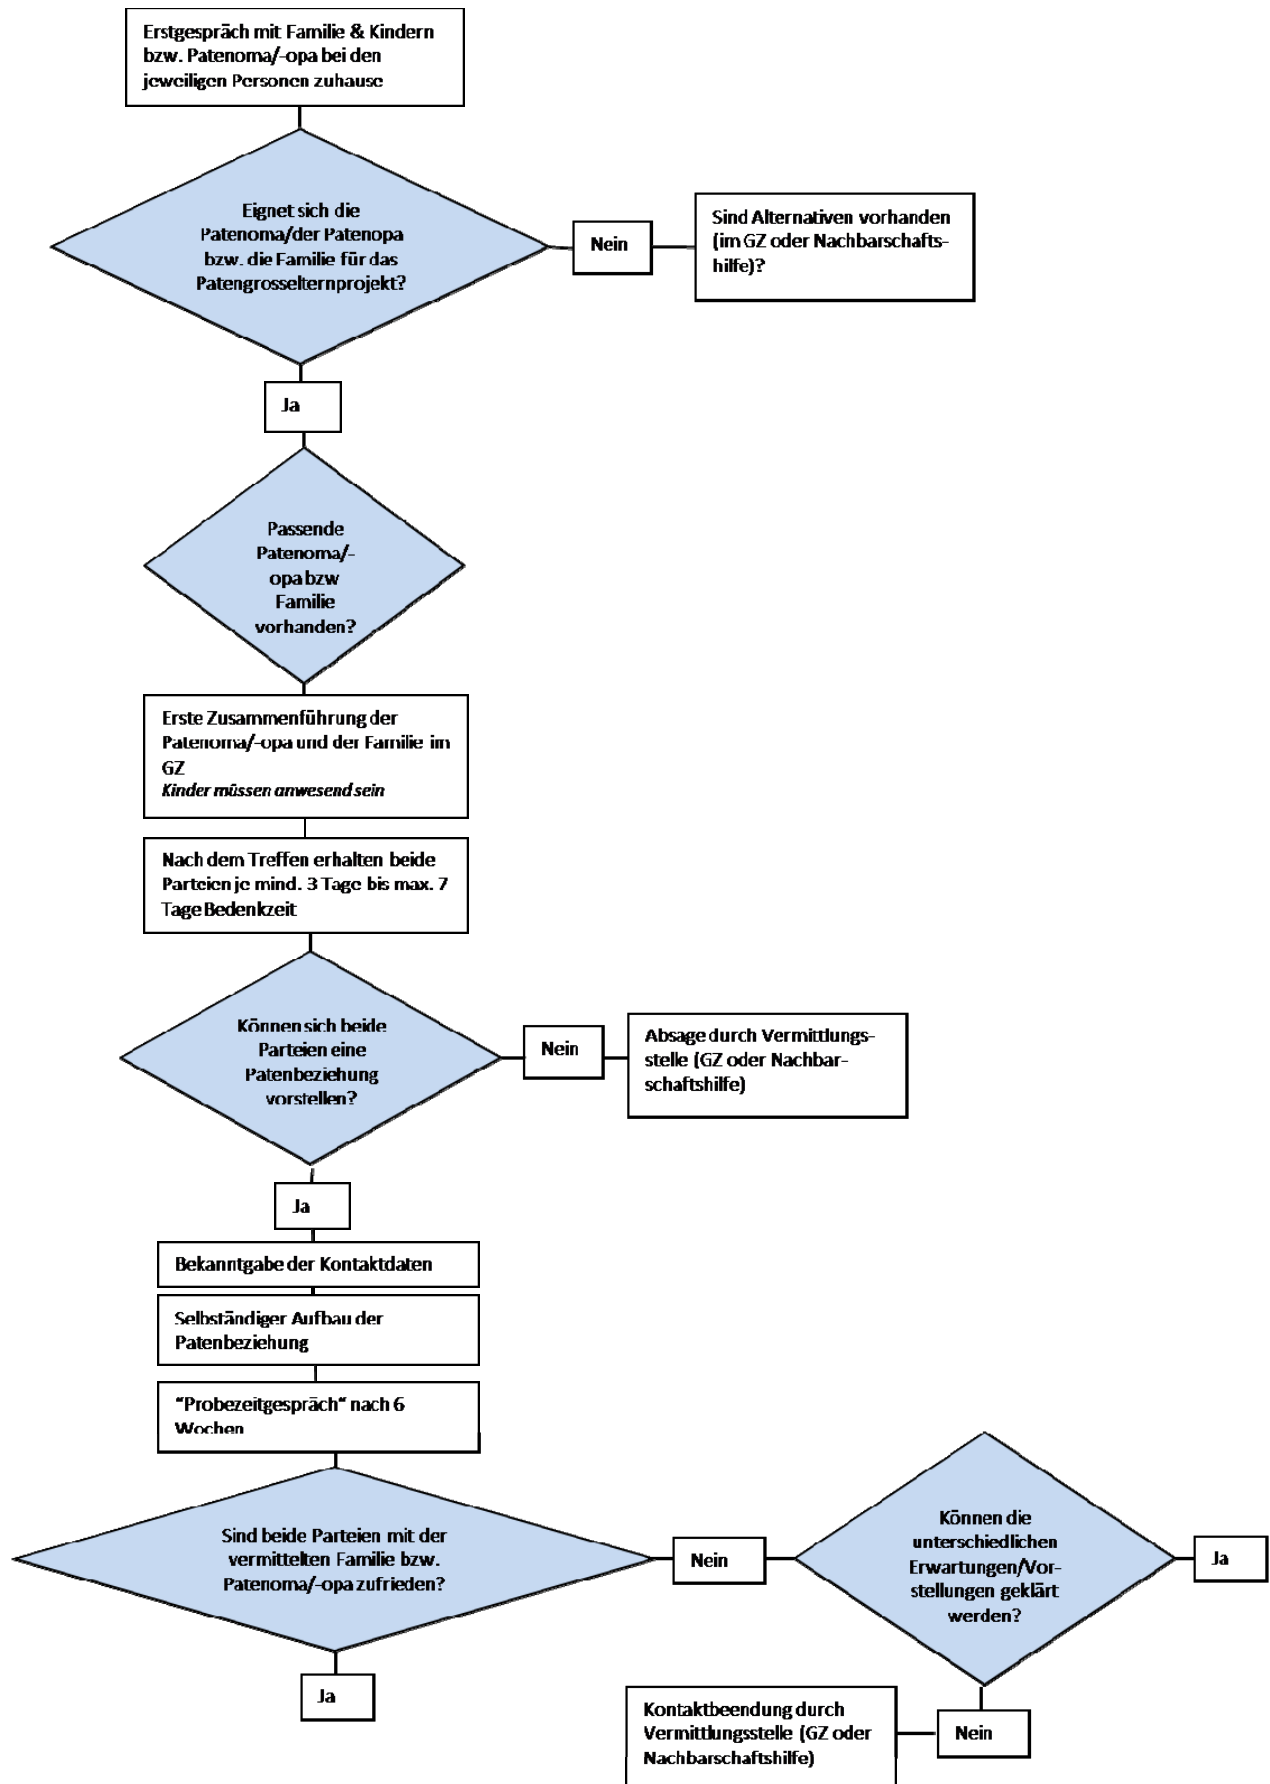 Erstgespräch mit Familie & Kindern
bzw. Patenoma/-opa bei den
jeweiligen Personen zuhause
Eignet sich die
Patenoma/der Patenopa
bzw. die Familie für das
Patengrosselternprojekt?
Nein
Sind Alternativen vorhanden
(im GZ oder Nachbarschafts-
hilfe)?
Ja
Passende
Patenoma/-
opa bzw
Familie
vorhanden?
Erste Zusammenführung der
Patenoma/-opa und der Familie im
GZ
Kinder müssen anwesend sein
Nach dem Treffen erhalten beide
Parteien je mind. 3 Tage bis max. 7
Tage Bedenkzeit
Können sich beide
Parteien eine
Patenbeziehung
vorstellen?
Nein
Absage durch Vermittlungs-
stelle (GZ oder Nachbar-
schaftshilfe)
Ja
Bekanntgabe der Kontaktdaten
Selbständiger Aufbau der
Patenbeziehung
"Probezeitgespräch“ nach 6
Wochen
Sind beide Parteien mit der
vermittelten Familie bzw.
Patenoma/-opa zufrieden?
Nein
Können die
unterschiedlichen
Erwartungen/Vor-
stellungen geklärt
werden?
Ja
Ja
Kontaktbeendung durch
Vermittlungsstelle (GZ oder
Nachbarschaftshilfe)
Nein